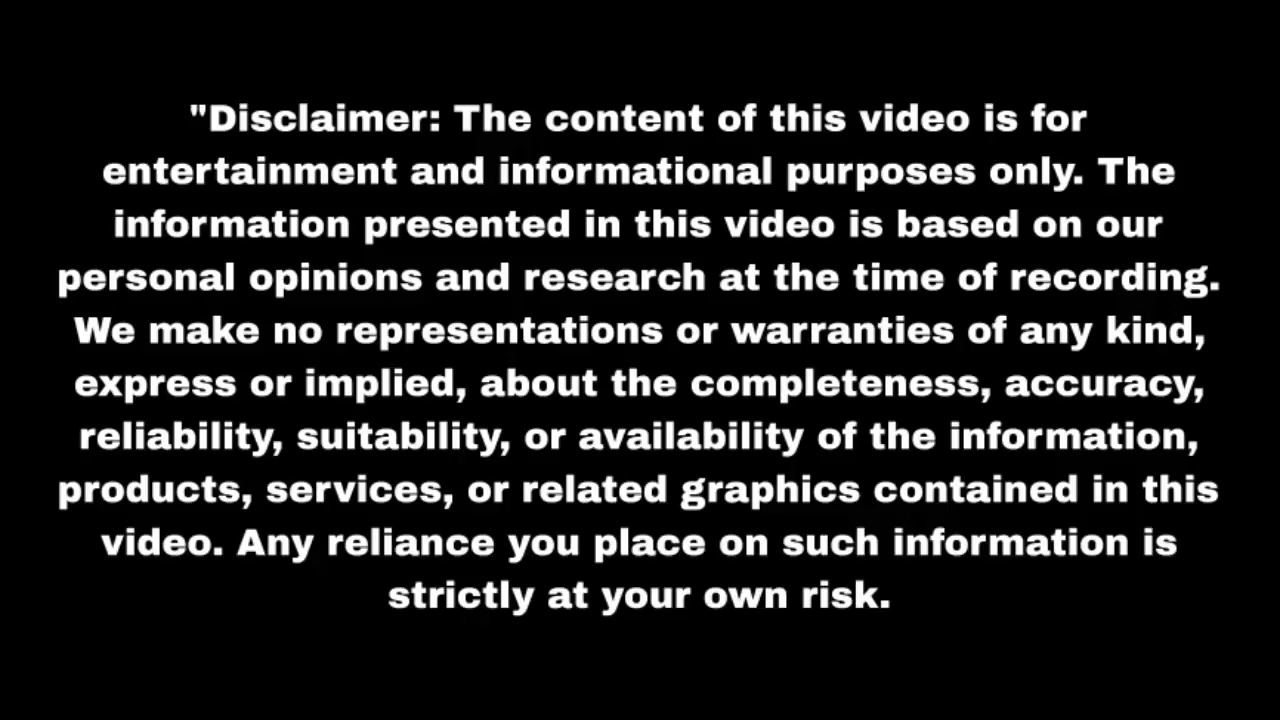 "Disclaimer: The content of this video is for
entertainment and informational purposes only. The
information presented in this video is based on our
personal opinions and research at the time of recording.
We make no representations or warranties of any kind,
express or implied, about the completeness, accuracy,
reliability, suitability, or availability of the information,
products, services, or related graphics contained in this
video. Any reliance you place on such information is
strictly at your own risk.